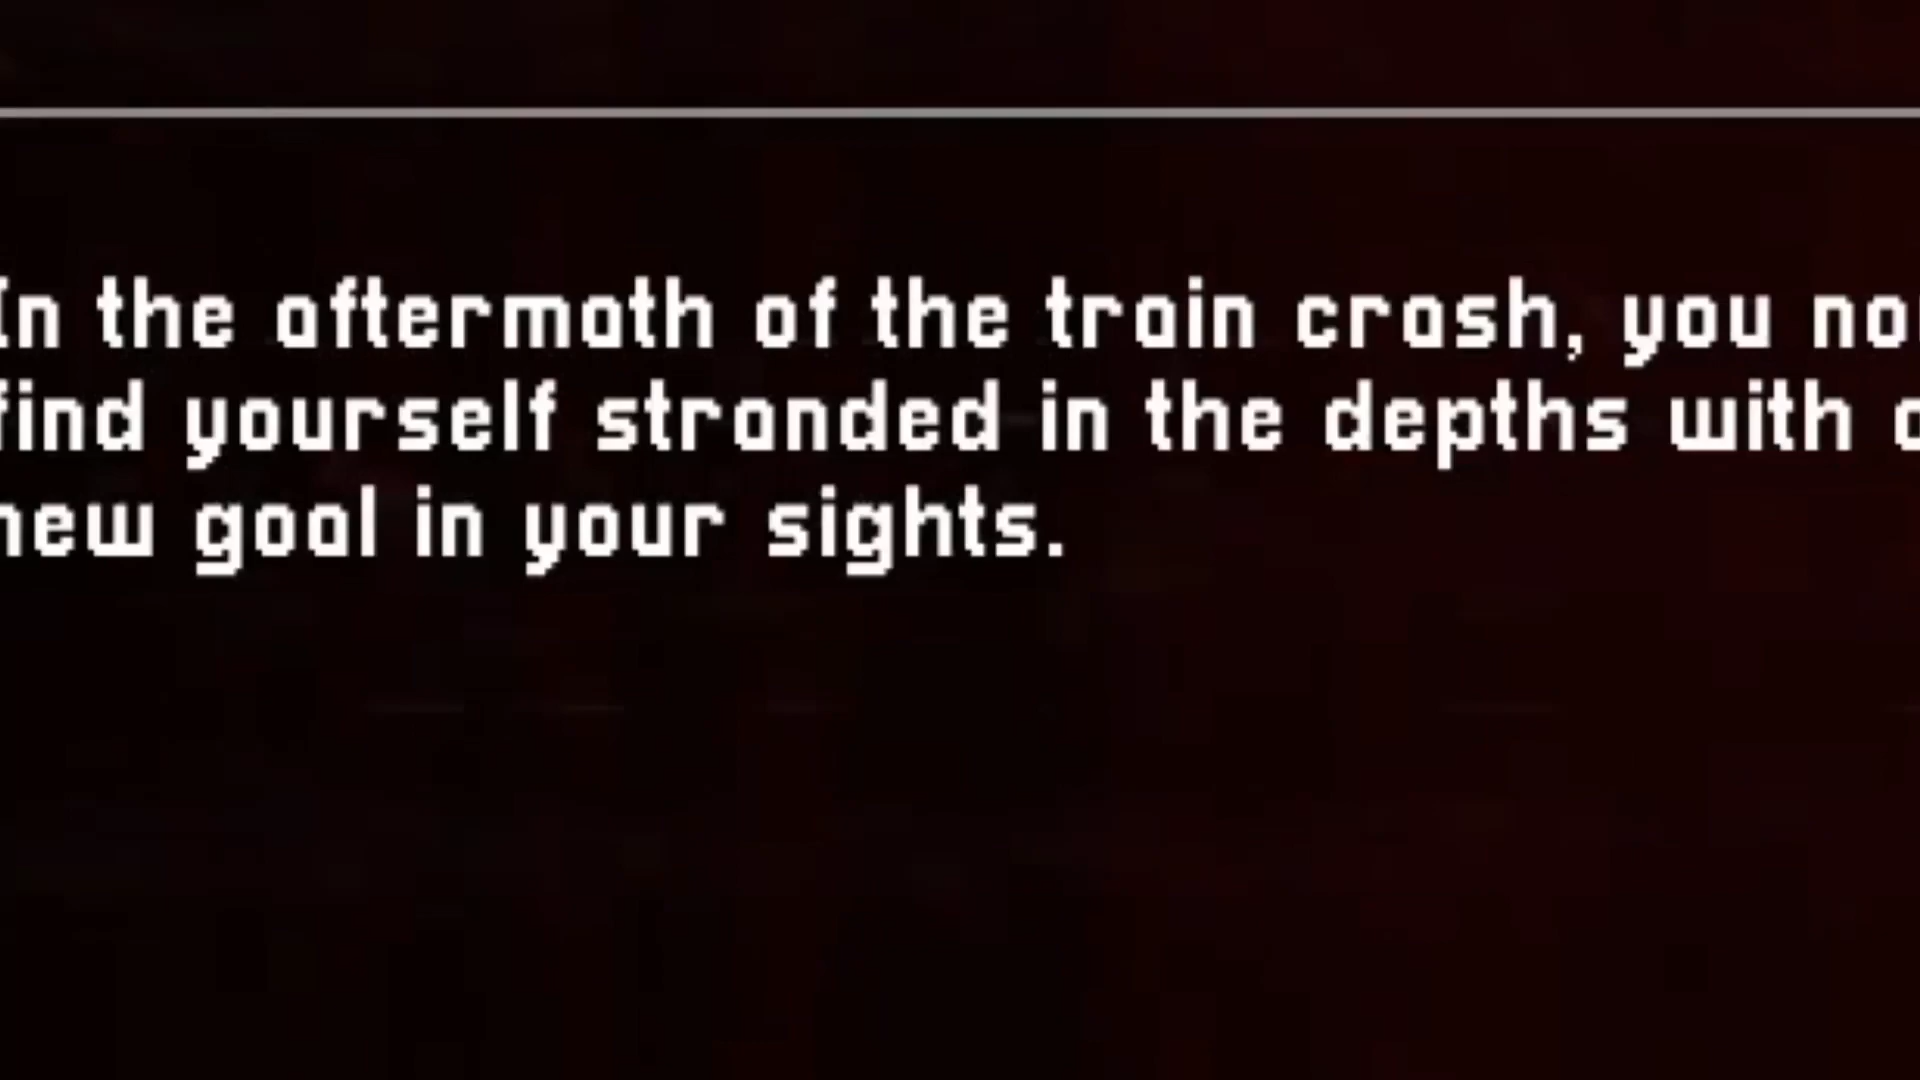 In the aftermath of the train crash, you no
find yourself stranded in the depths with a
new goal in your sights.